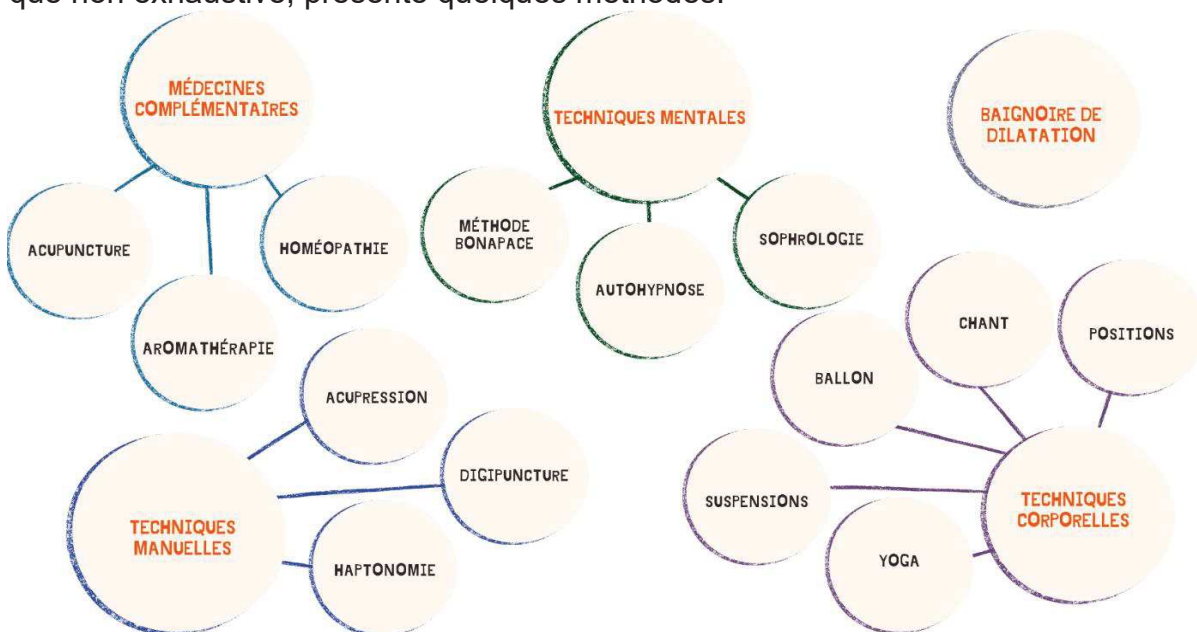 que non exhaustive, présente quelques méthodes.
MÉDECINES
COMPLÉMENTAIRES
ACUPUNCTURE
AROMATHÉRAPIE
HOMÉOPATHIE
TECHNIQUES MENTALES
MÉTHODE
BONAPACE
AUTOHYPNOSE
SOPHROLOGIE
BAIGNOIRE DE
DILATATION
TECHNIQUES
MANUELLES
ACUPRESSION
DIGIPUNCTURE
HAPTONOMIE
TECHNIQUES
CORPORELLES
SUSPENSIONS
BALLON
CHANT
POSITIONS
YOGA